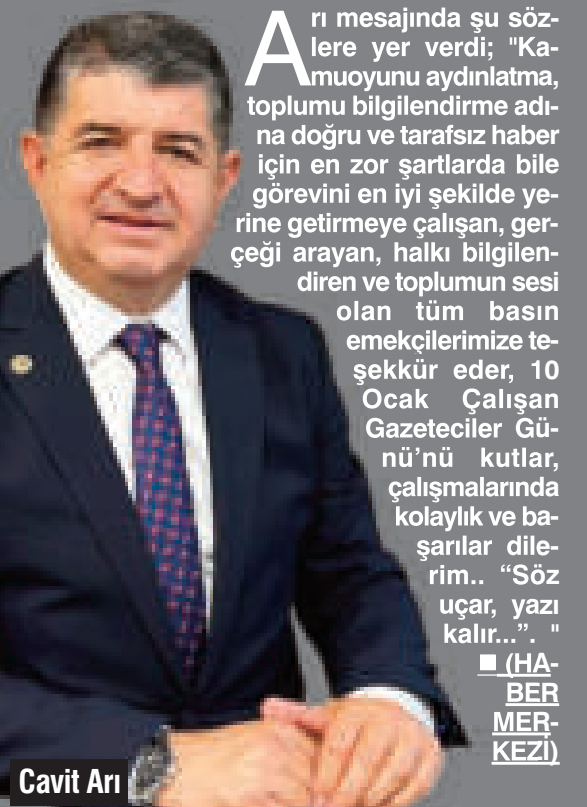 Arı mesajında şu söz-
lere yer verdi; "Ka-
muoyunu aydınlatma,
toplumu bilgilendirme adı-
na doğru ve tarafsız haber
için en zor şartlarda bile
görevini en iyi şekilde ye-
rine getirmeye çalışan, ger-
çeği arayan, halkı bilgilen-
diren ve toplumun sesi
olan tüm basın
emekçilerimize te-
şekkür eder, 10
Ocak Çalışan
Gazeteciler Gü-
nü’nü kutlar,
çalışmalarında
kolaylık ve ba-
şarılar dile-
rim.. “Söz
uçar, yazı
kalır...”. "
■ (HA-
BER
MER-
KEZİ)
Cavit Arı